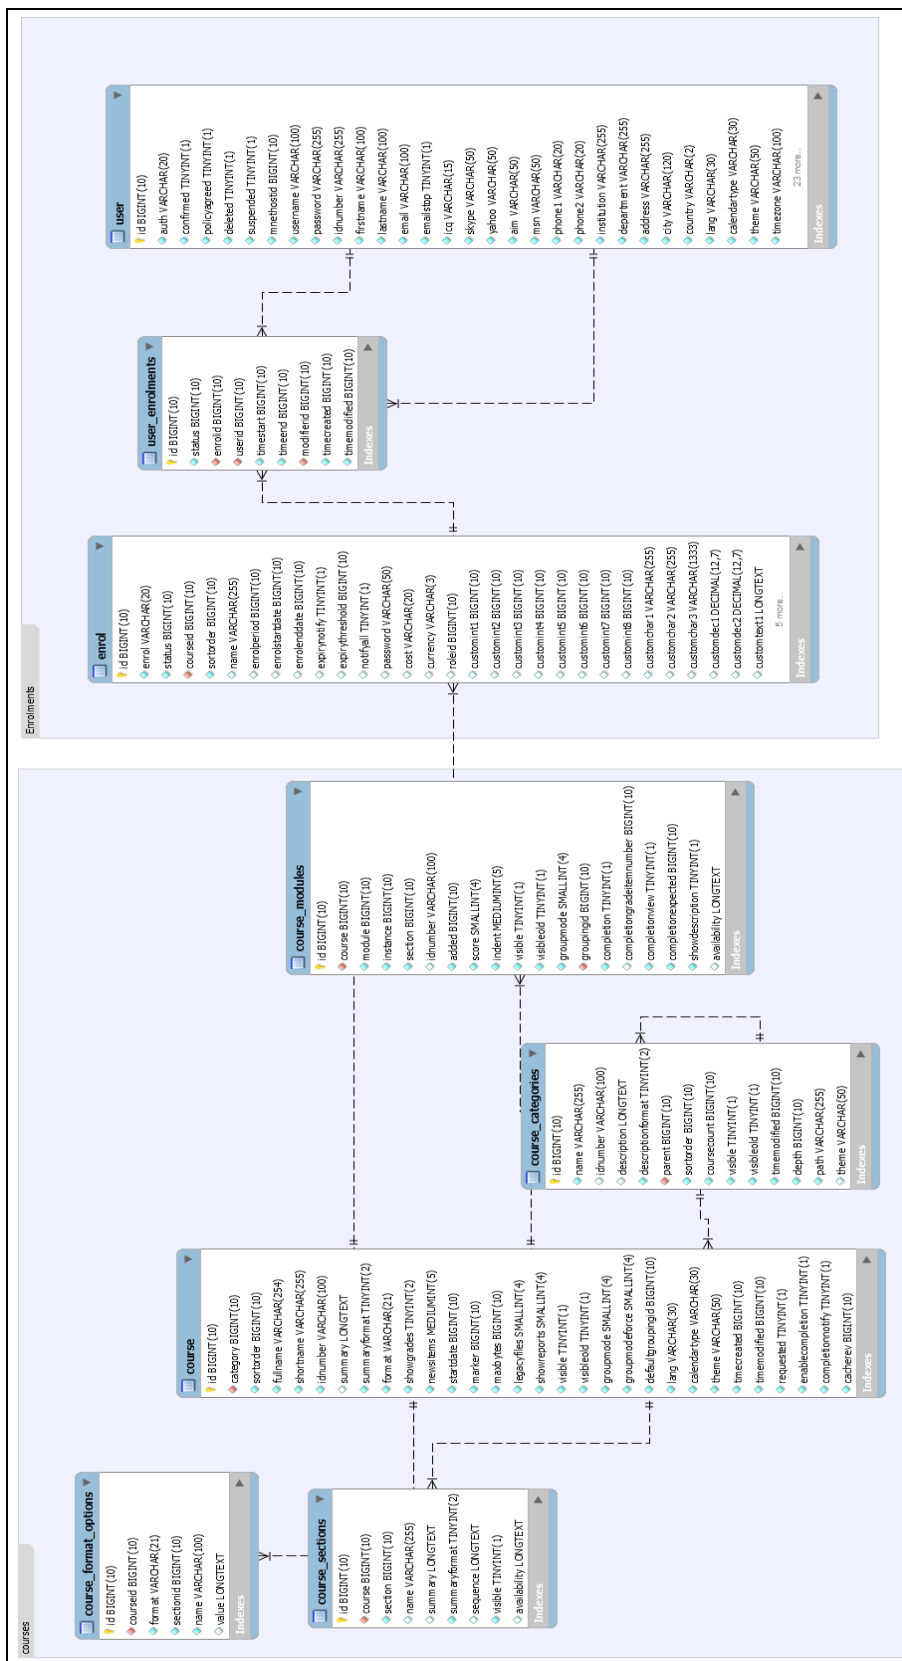 Enrolments
user
id BIGINT(10)
auth VARCHAR(20)
confirmed TINYINT(1)
policyagreed TINYINT(1)
deleted TINYINT(1)
suspended TINYINT(1)
mnethostid BIGINT(10)
username VARCHAR(100)
password VARCHAR(255)
idnumber VARCHAR(255)
firstname VARCHAR(100)
lastname VARCHAR(100)
email VARCHAR(100)
emailstop TINYINT(1)
icq VARCHAR(15)
skype VARCHAR(50)
yahoo VARCHAR(50)
aim VARCHAR(50)
msn VARCHAR(50)
phone1 VARCHAR(20)
phone2 VARCHAR(20)
institution VARCHAR(255)
department VARCHAR(255)
address VARCHAR(255)
city VARCHAR(120)
country VARCHAR(2)
lang VARCHAR(30)
calendartype VARCHAR(30)
theme VARCHAR(50)
timezone VARCHAR(100)
23 more...
Indexes
user_enrolments
id BIGINT(10)
status BIGINT(10)
enrolid BIGINT(10)
userid BIGINT(10)
timestart BIGINT(10)
timeend BIGINT(10)
modifierid BIGINT(10)
timecreated BIGINT(10)
timemodified BIGINT(10)
Indexes
enrol
id BIGINT(10)
enrol VARCHAR(20)
status BIGINT(10)
courseid BIGINT(10)
sortorder BIGINT(10)
name VARCHAR(255)
enrolperiod BIGINT(10)
enrolstartdate BIGINT(10)
enrolenddate BIGINT(10)
expirynotify TINYINT(1)
expirythreshold BIGINT(10)
notifyall TINYINT(1)
password VARCHAR(50)
cost VARCHAR(20)
currency VARCHAR(3)
roleid BIGINT(10)
customint1 BIGINT(10)
customint2 BIGINT(10)
customint3 BIGINT(10)
customint4 BIGINT(10)
customint5 BIGINT(10)
customint6 BIGINT(10)
customint7 BIGINT(10)
customint8 BIGINT(10)
customchar1 VARCHAR(255)
customchar2 VARCHAR(255)
customchar3 VARCHAR(1333)
customdec1 DECIMAL(12,7)
customdec2 DECIMAL(12,7)
customtext1 LONGTEXT
5 more...
Indexes
courses
course_modules
id BIGINT(10)
course BIGINT(10)
module BIGINT(10)
instance BIGINT(10)
section BIGINT(10)
idnumber VARCHAR(100)
added BIGINT(10)
score SMALLINT(4)
indent MEDIUMINT(5)
visible TINYINT(1)
visibleold TINYINT(1)
groupmode SMALLINT(4)
groupingid BIGINT(10)
completion TINYINT(1)
completiongradeitemnumber BIGINT(10)
completionview TINYINT(1)
completionexpected BIGINT(10)
showdescription TINYINT(1)
availability LONGTEXT
Indexes
course_categories
id BIGINT(10)
name VARCHAR(255)
idnumber VARCHAR(100)
description LONGTEXT
descriptionformat TINYINT(2)
parent BIGINT(10)
sortorder BIGINT(10)
coursecount BIGINT(10)
visible TINYINT(1)
visibleold TINYINT(1)
timemodified BIGINT(10)
depth BIGINT(10)
path VARCHAR(255)
theme VARCHAR(50)
Indexes
course
id BIGINT(10)
category BIGINT(10)
sortorder BIGINT(10)
fullname VARCHAR(254)
shortname VARCHAR(255)
idnumber VARCHAR(100)
summary LONGTEXT
summaryformat TINYINT(2)
format VARCHAR(21)
showgrades TINYINT(2)
newsitems MEDIUMINT(5)
startdate BIGINT(10)
marker BIGINT(10)
maxbytes BIGINT(10)
legacyfiles SMALLINT(4)
showreports SMALLINT(4)
visible TINYINT(1)
visibleold TINYINT(1)
groupmode SMALLINT(4)
groupmodeforce SMALLINT(4)
defaultgroupingid BIGINT(10)
lang VARCHAR(30)
calendartype VARCHAR(30)
theme VARCHAR(50)
timecreated BIGINT(10)
timemodified BIGINT(10)
requested TINYINT(1)
enablecompletion TINYINT(1)
completionnotify TINYINT(1)
cacherev BIGINT(10)
Indexes
course_format_options
id BIGINT(10)
courseid BIGINT(10)
format VARCHAR(21)
sectionid BIGINT(10)
name VARCHAR(100)
value LONGTEXT
Indexes
course_sections
id BIGINT(10)
course BIGINT(10)
section BIGINT(10)
name VARCHAR(255)
summary LONGTEXT
summaryformat TINYINT(2)
sequence LONGTEXT
visible TINYINT(1)
availability LONGTEXT
Indexes